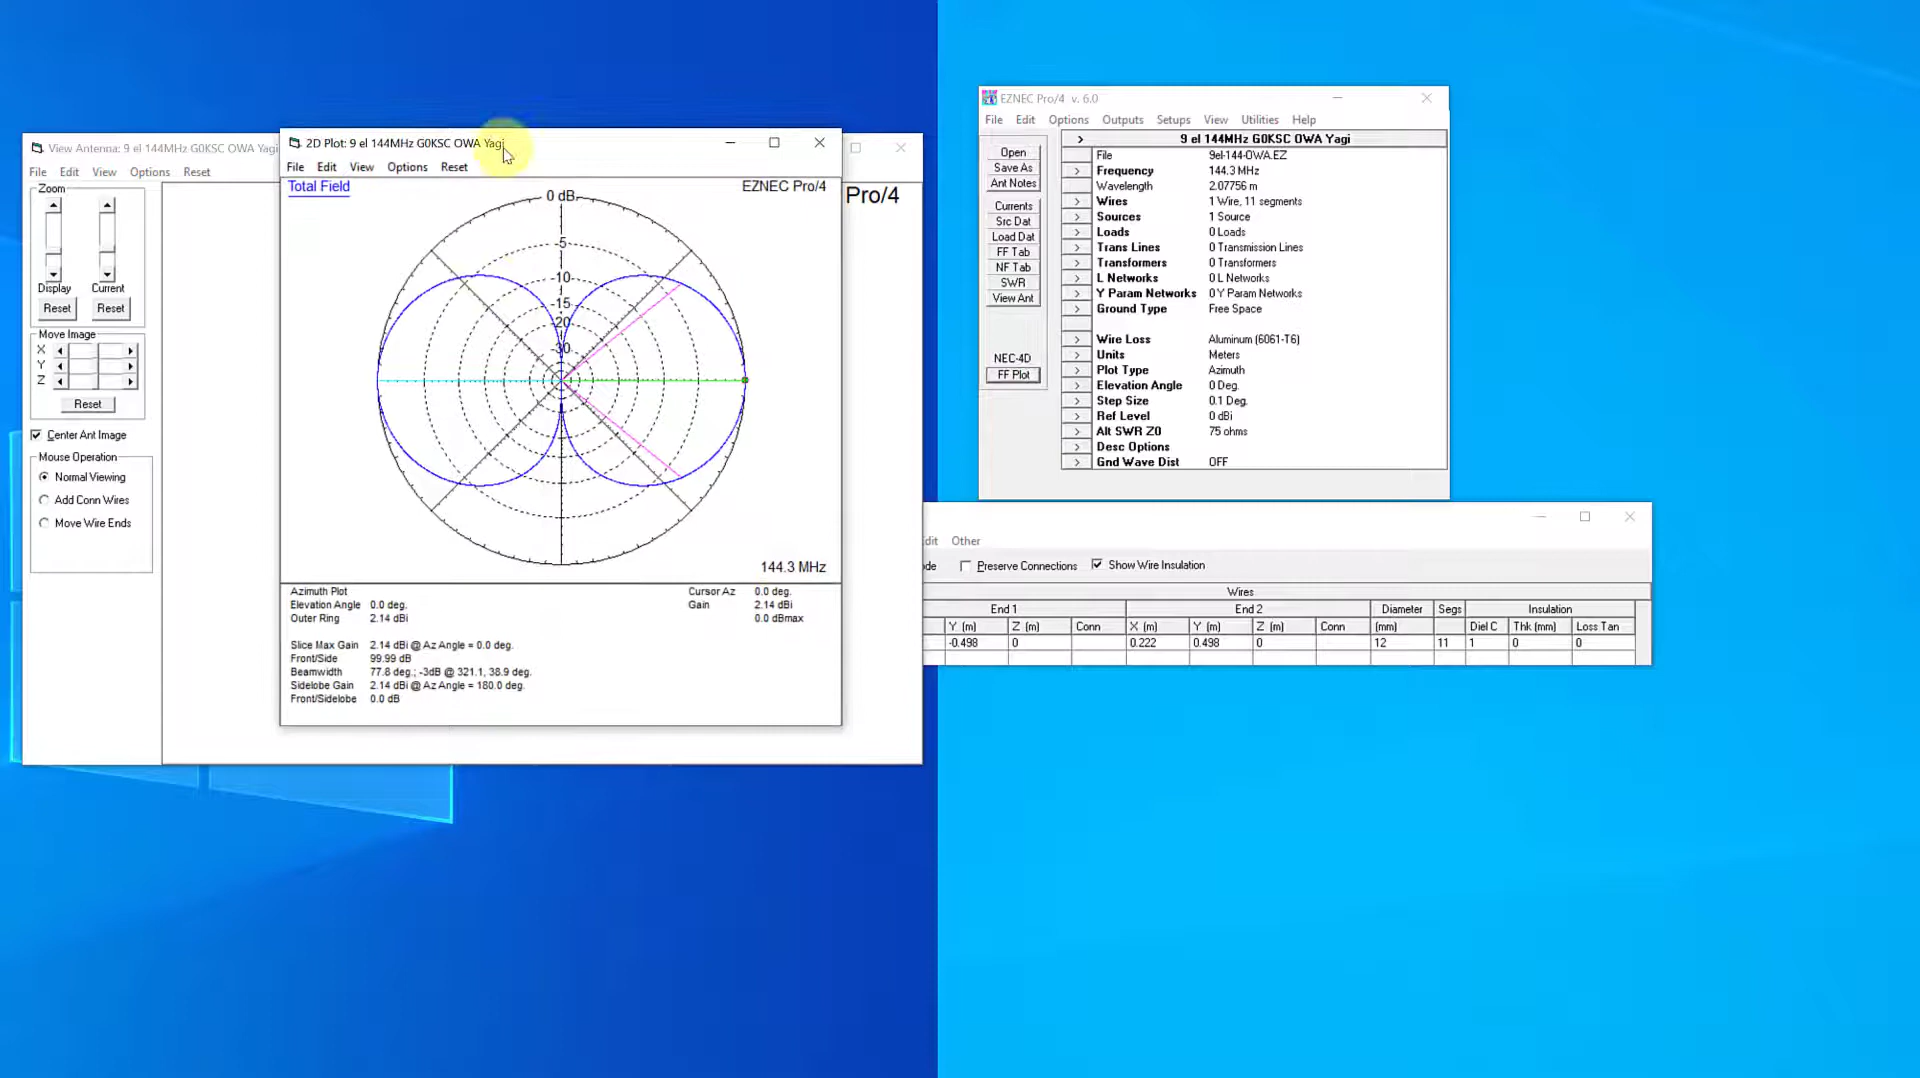 View Antenna: 9 el 144MHz G0KSC OWA Yagi
File Edit View Options Reset
Zoom
Display Current
Reset Reset
Move Image
X
Y
Z
Reset
Center Ant Image
Mouse Operation
Normal Viewing
Add Conn Wires
Move Wire Ends
Pro/4
2D Plot: 9 el 144MHz G0KSC OWA Yagi
File Edit View Options Reset
Total Field
EZNEC Pro/4
0 dB
-5
-10
-15
-20
-30
144.3 MHz
Azimuth Plot
Elevation Angle 0.0 deg.
Outer Ring 2.14 dBi
Cursor Az 0.0 deg.
Gain 2.14 dBi
0.0 dBmax
Slice Max Gain 2.14 dBi @ Az Angle = 0.0 deg.
Front/Side 99.99 dB
Beamwidth 77.8 deg.; -3dB @ 321.1, 38.9 deg.
Sidelobe Gain 2.14 dBi @ Az Angle = 180.0 deg.
Front/Sidelobe 0.0 dB
EZNEC Pro/4 v. 6.0
File Edit Options Outputs Setups View Utilities Help
Open
Save As
Ant Notes
Currents
Src Dat
Load Dat
FF Tab
NF Tab
SWR
View Ant
NEC-4D
FF Plot
> 9 el 144MHz G0KSC OWA Yagi
File 9el-144-OWA.EZ
> Frequency 144.3 MHz
Wavelength 2.07756 m
> Wires 1 Wire, 11 segments
> Sources 1 Source
> Loads 0 Loads
> Trans Lines 0 Transmission Lines
> Transformers 0 Transformers
> L Networks 0 L Networks
> Y Param Networks 0 Y Param Networks
> Ground Type Free Space
> Wire Loss Aluminum (6061-T6)
> Units Meters
> Plot Type Azimuth
> Elevation Angle 0 Deg.
> Step Size 0.1 Deg.
> Ref Level 0 dBi
> Alt SWR Z0 75 ohms
> Desc Options
> Gnd Wave Dist OFF
dit Other
de Preserve Connections Show Wire Insulation
Wires
End 1 End 2 Diameter Segs Insulation
Y (m) Z (m) Conn X (m) Y (m) Z (m) Conn (mm) Diel C Thk (mm) Loss Tan
-0.498 0 0.222 0.498 0 12 11 1 0 0